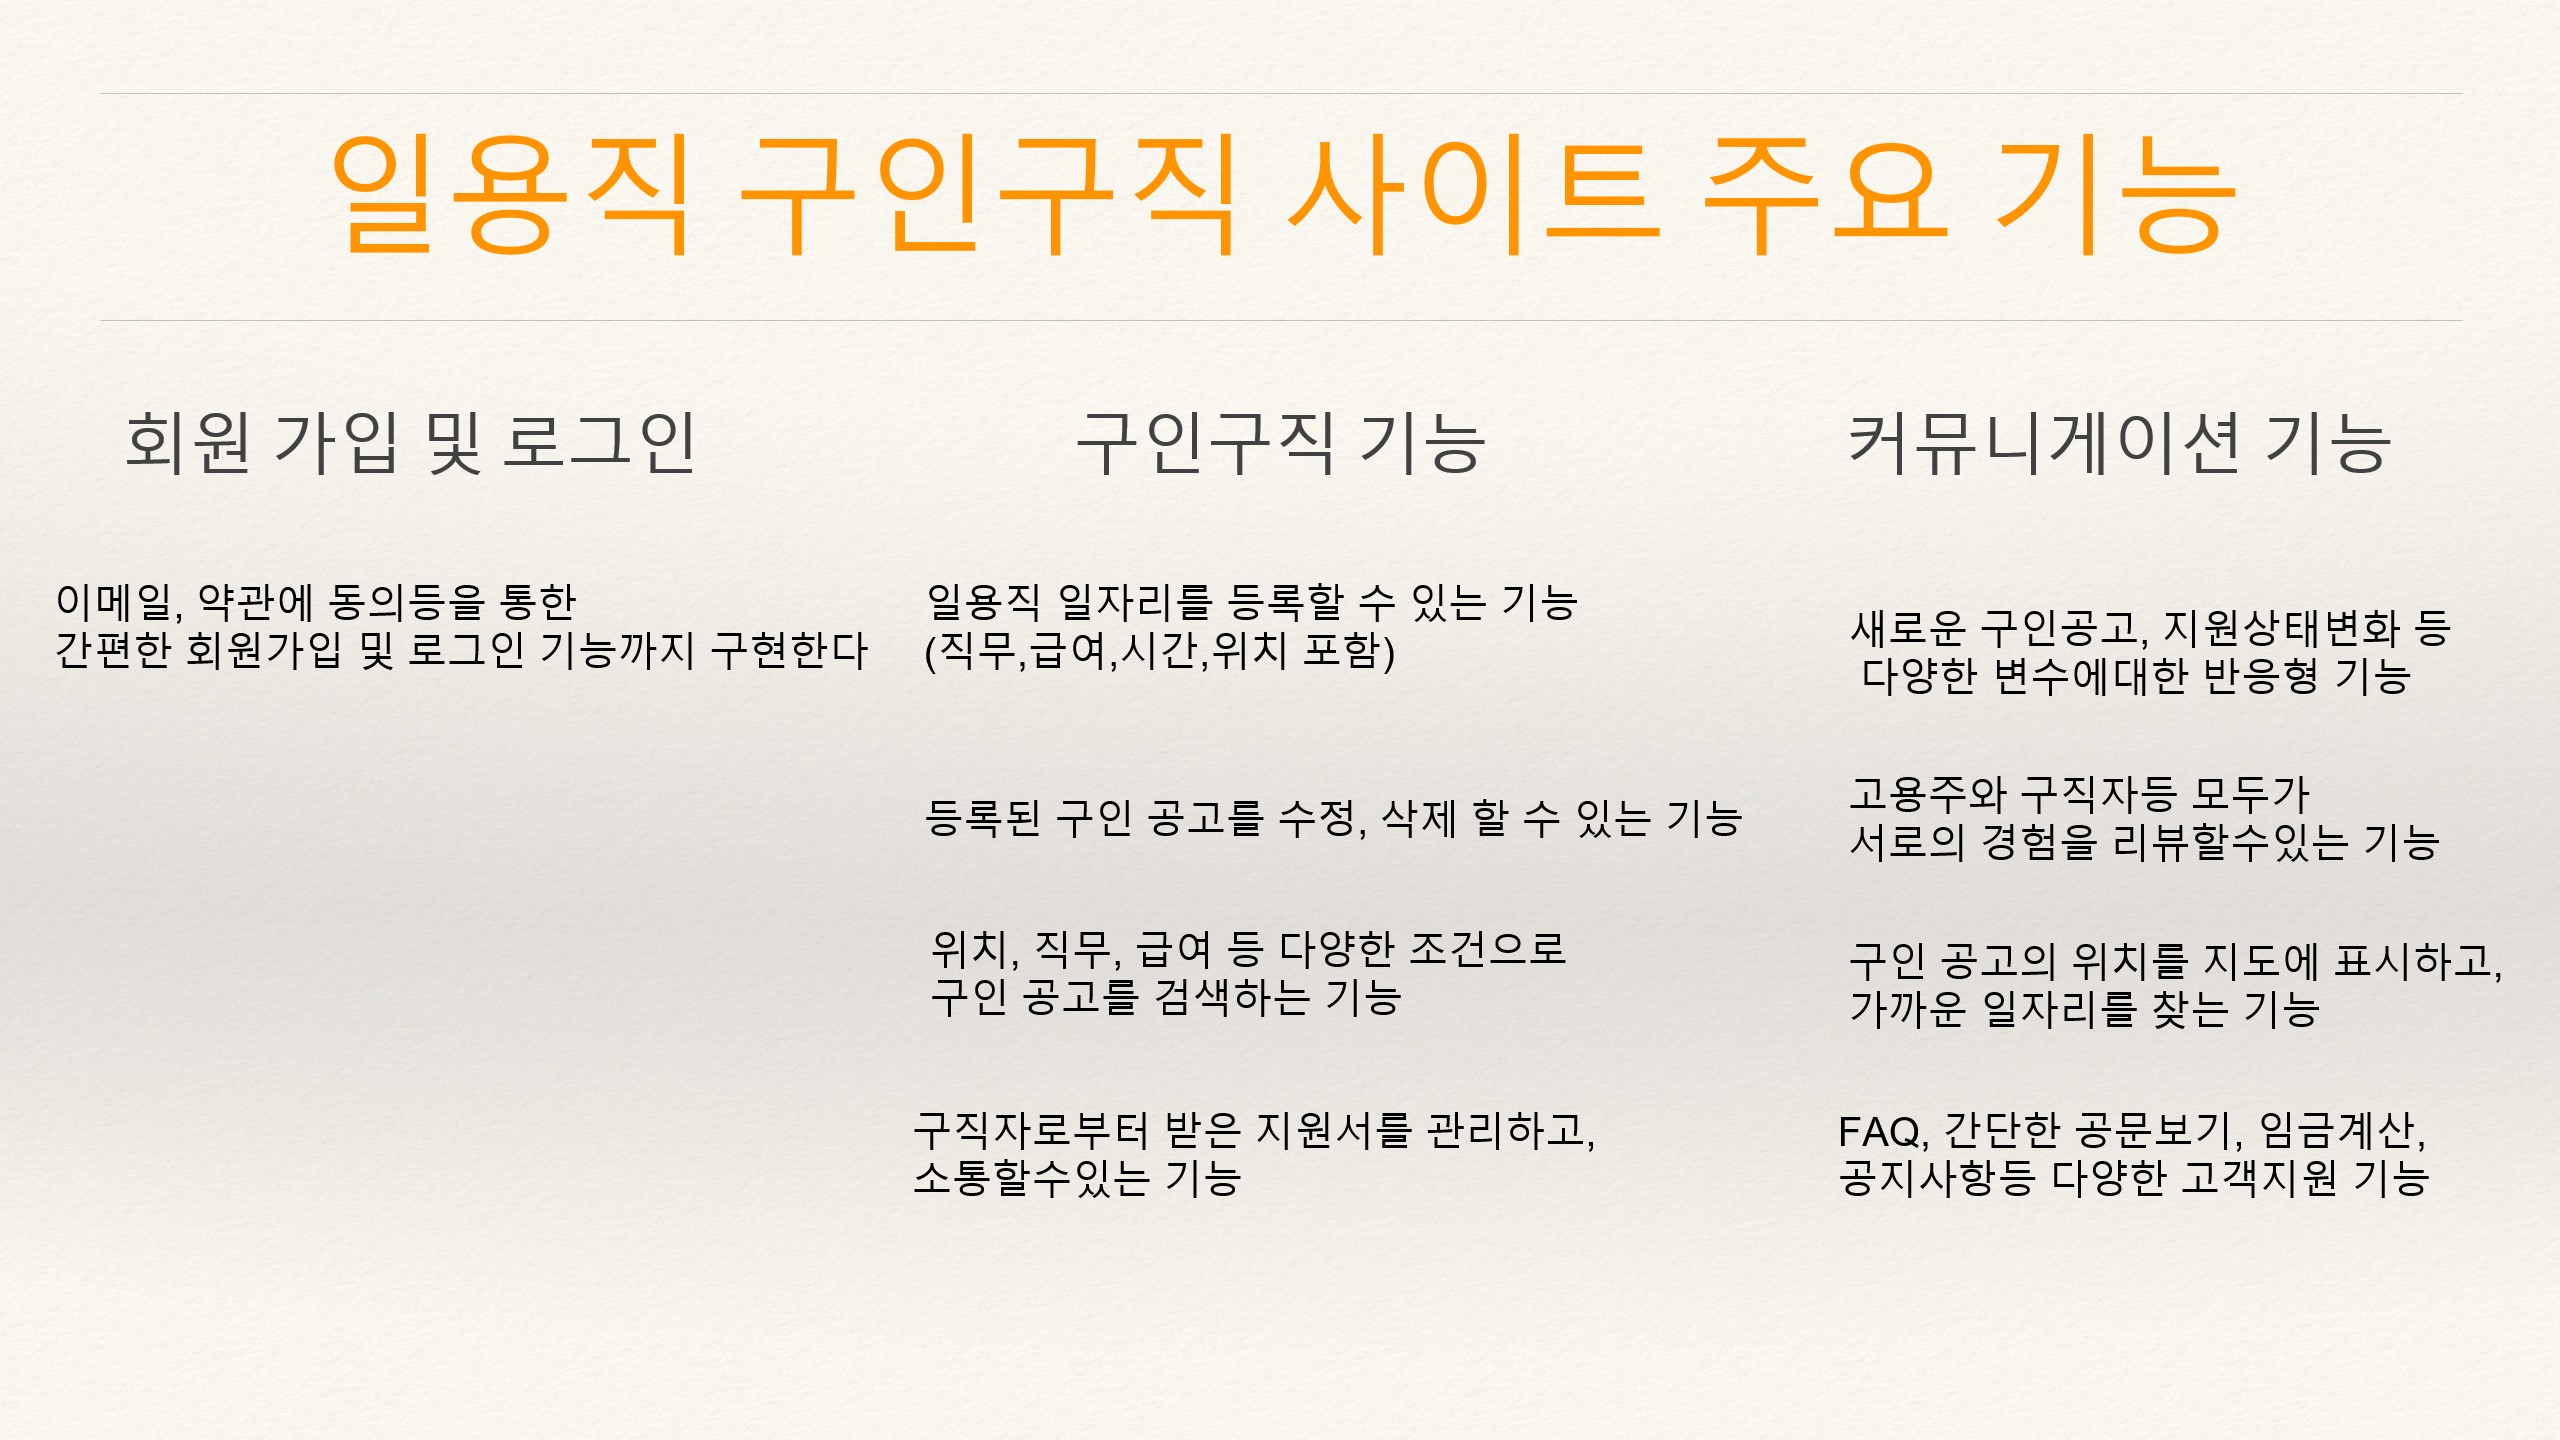 일용직 구인구직 사이트 주요 기능
회원 가입 및 로그인
이메일, 약관에 동의등을 통한
간편한 회원가입 및 로그인 기능까지 구현한다
구인구직 기능
일용직 일자리를 등록할 수 있는 기능
(직무,급여,시간,위치 포함)
등록된 구인 공고를 수정, 삭제 할 수 있는 기능
위치, 직무, 급여 등 다양한 조건으로
구인 공고를 검색하는 기능
구직자로부터 받은 지원서를 관리하고,
소통할수있는 기능
커뮤니게이션 기능
새로운 구인공고, 지원상태변화 등
다양한 변수에대한 반응형 기능
고용주와 구직자등 모두가
서로의 경험을 리뷰할수있는 기능
구인 공고의 위치를 지도에 표시하고,
가까운 일자리를 찾는 기능
FAQ, 간단한 공문보기, 임금계산,
공지사항등 다양한 고객지원 기능